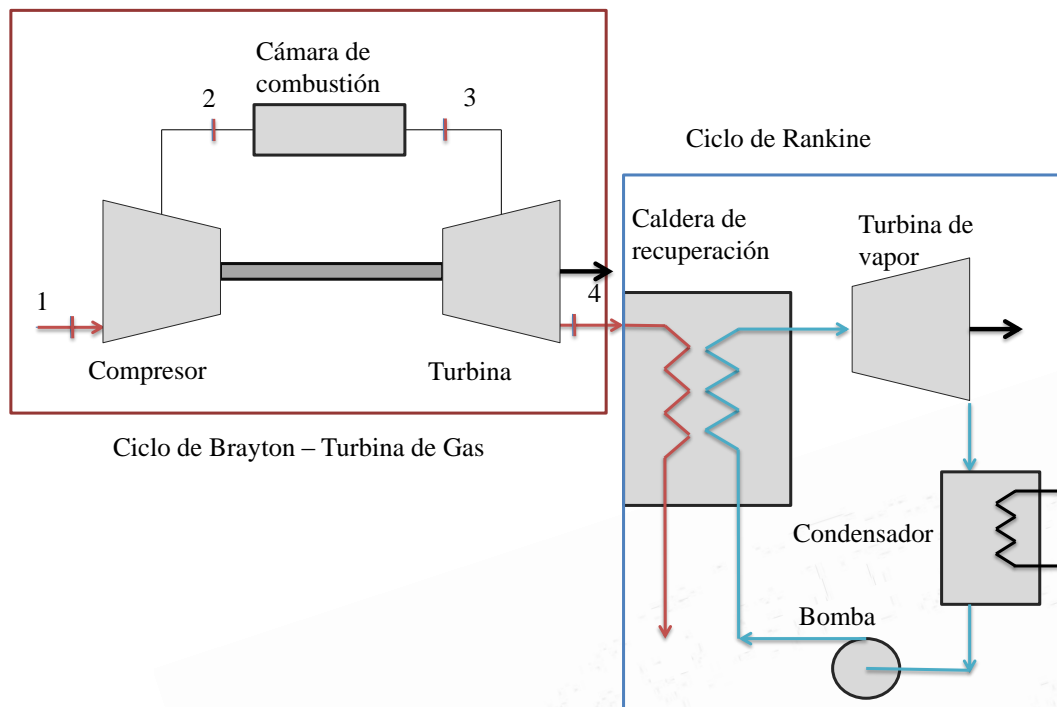 Cámara de
combustión
2
3
1
4
Compresor
Turbina
Ciclo de Brayton – Turbina de Gas
Ciclo de Rankine
Caldera de
recuperación
Turbina de
vapor
Condensador
Bomba